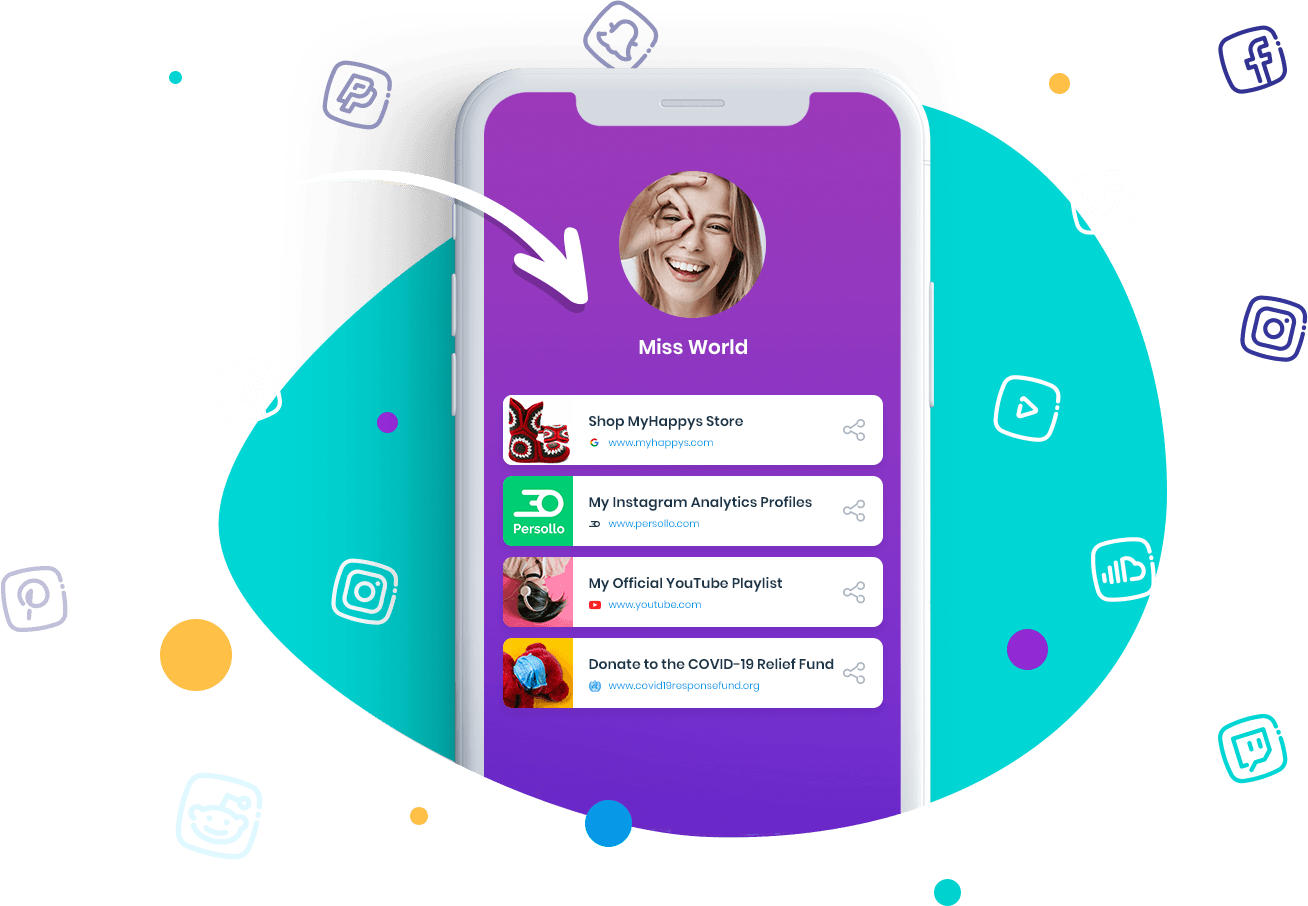 Miss World
Shop MyHappys Store
www.myhappys.com
Persollo
My Instagram Analytics Profiles
www.persollo.com
My Official YouTube Playlist
www.youtube.com
Donate to the COVID-19 Relief Fund
www.covid19responsefund.org